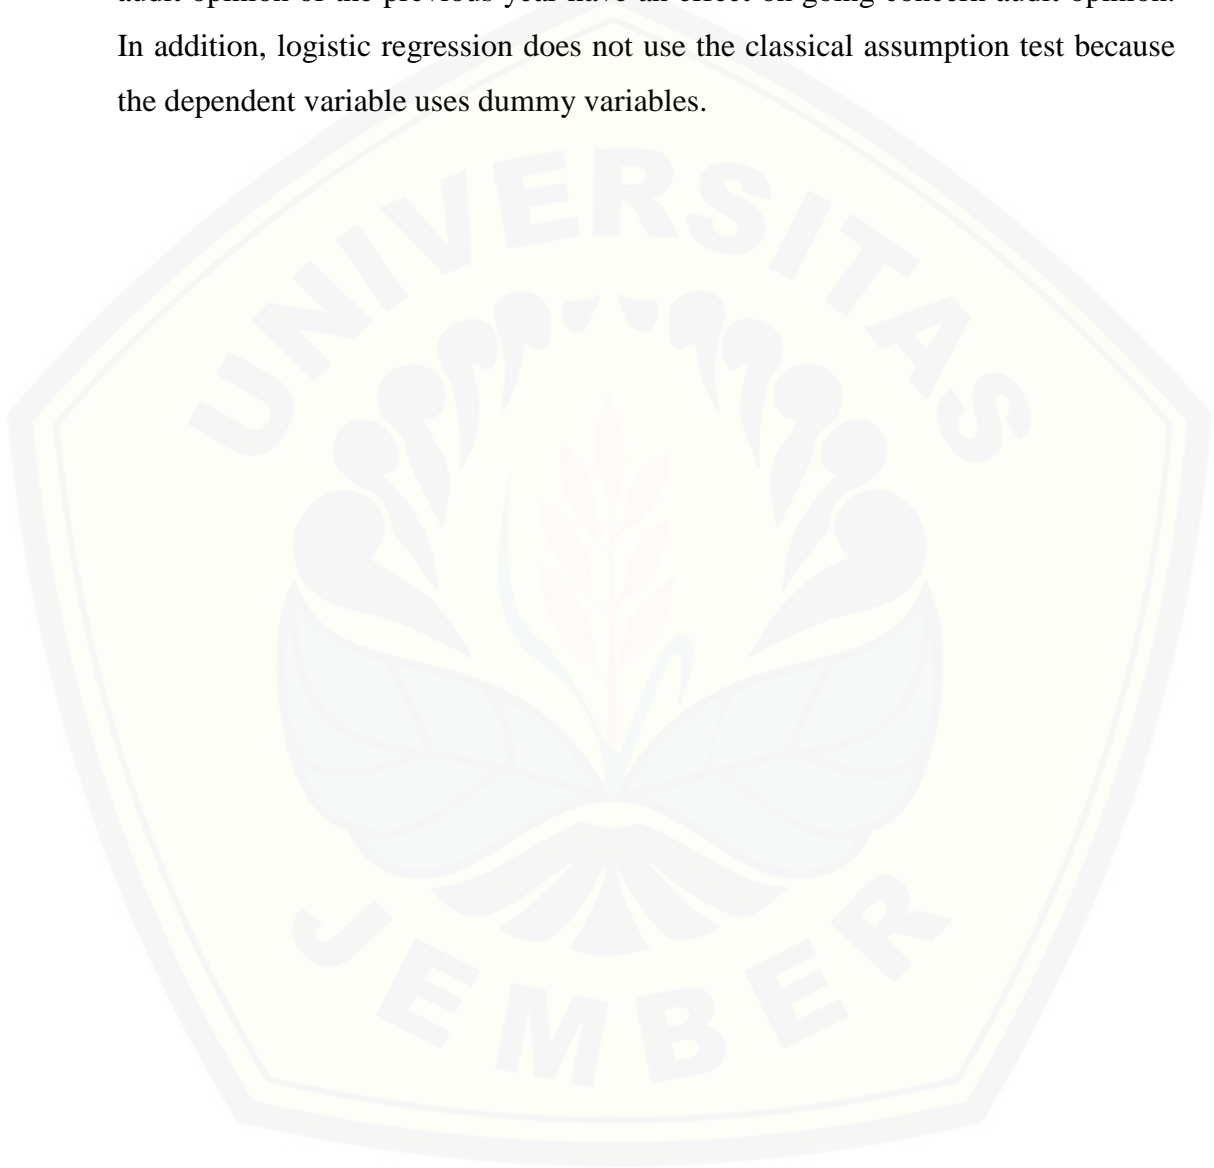 audit opinion of the previous year have an effect on going concern audit opinion.
In addition, logistic regression does not use the classical assumption test because
the dependent variable uses dummy variables.
UNIVERSITAS
JEMBER